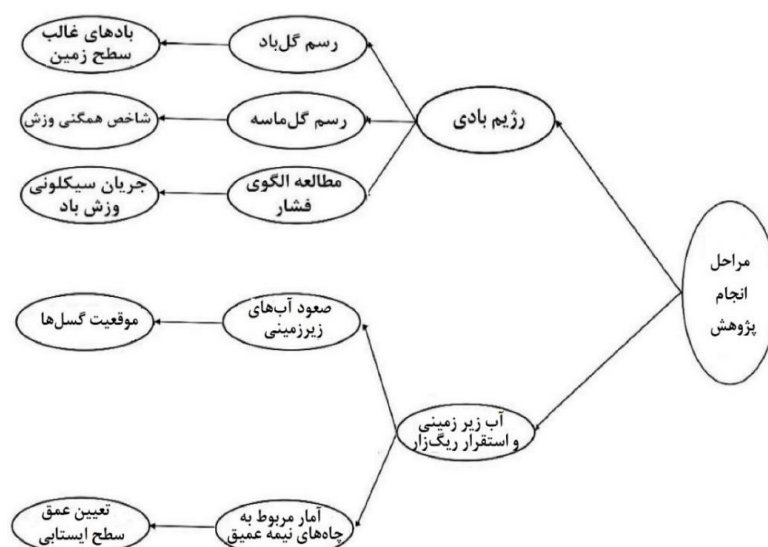 مراحل
انجام
پژوهش
رژیم بادی
رسم گل‌باد
بادهای غالب
سطح زمین
رسم گل‌ماسه
شاخص همگنی وزش
مطالعه الگوی
فشار
جریان سیکلونی
وزش باد
آب زیر زمینی
و استقرار ریگ‌زار
صعود آب‌های
زیرزمینی
موقعیت گسل‌ها
آمار مربوط به
چاه‌های نیمه عمیق
تعیین عمق
سطح ایستابی